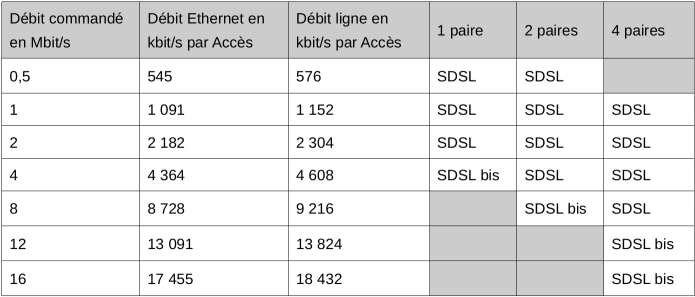 Débit commandé en Mbit/s | Débit Ethernet en kbit/s par Accès | Débit ligne en kbit/s par Accès | 1 paire | 2 paires | 4 paires
0,5 | 545 | 576 | SDSL | SDSL |
1 | 1 091 | 1 152 | SDSL | SDSL | SDSL
2 | 2 182 | 2 304 | SDSL | SDSL | SDSL
4 | 4 364 | 4 608 | SDSL bis | SDSL | SDSL
8 | 8 728 | 9 216 | | SDSL bis | SDSL
12 | 13 091 | 13 824 | | | SDSL bis
16 | 17 455 | 18 432 | | | SDSL bis